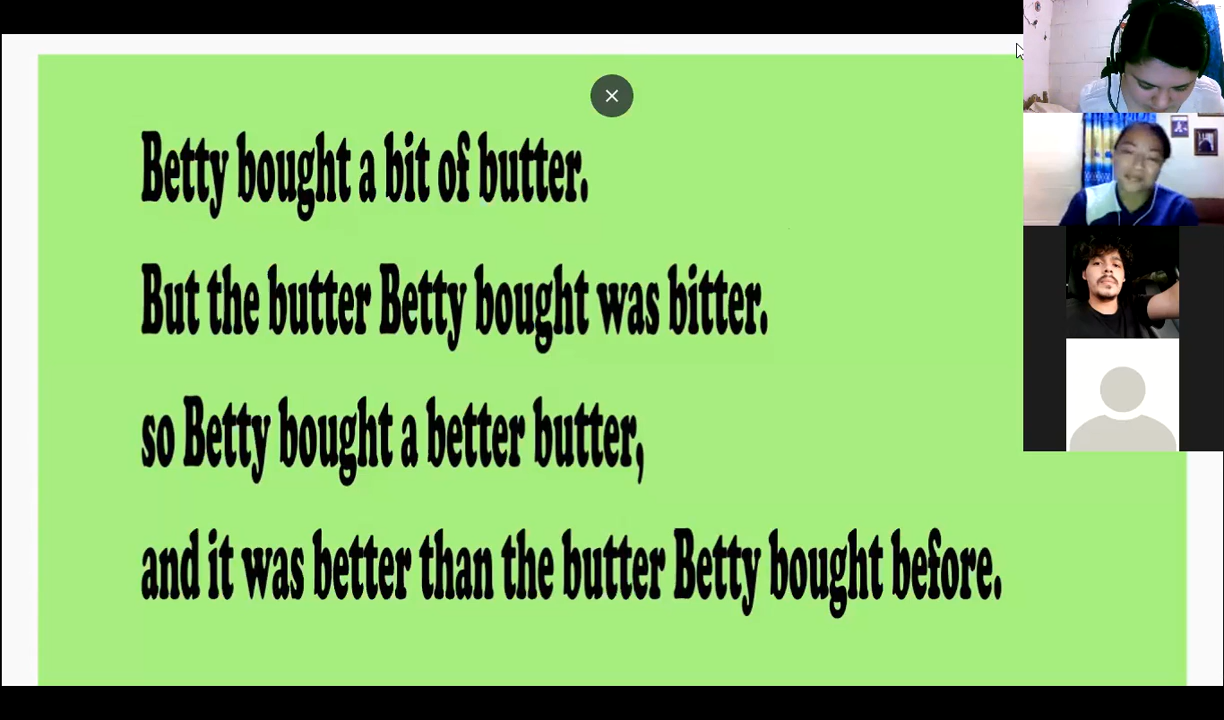 Betty bought a bit of butter.
But the butter Betty bought was bitter.
so Betty bought a better butter,
and it was better than the butter Betty bought before.